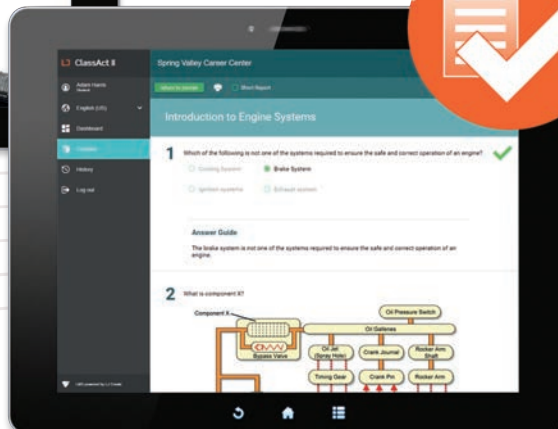 ClassAct II
Spring Valley Career Center
Adam Harris
Student
Short Report
English (US)
Dashboard
History
Log out
Introduction to Engine Systems
1
Which of the following is not one of the systems required to ensure the safe and correct operation of an engine?
Cooling System
Brake System
Ignition systems
Exhaust system
Answer Guide
The brake system is not one of the systems required to ensure the safe and correct operation of an
engine.
2
What is component X?
Component X
Bypass Valve
Oil Pressure Switch
Oil Galleries
Oil Jet
(Spray Hole)
Crank Journal
Rocker Arm
Shaft
Timing Gear
Crank Pin
Rocker Arm